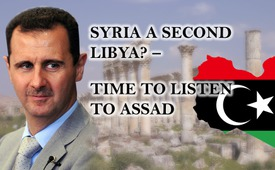 SYRIA A SECOND
LIBYA? –
TIME TO LISTEN
TO ASSAD